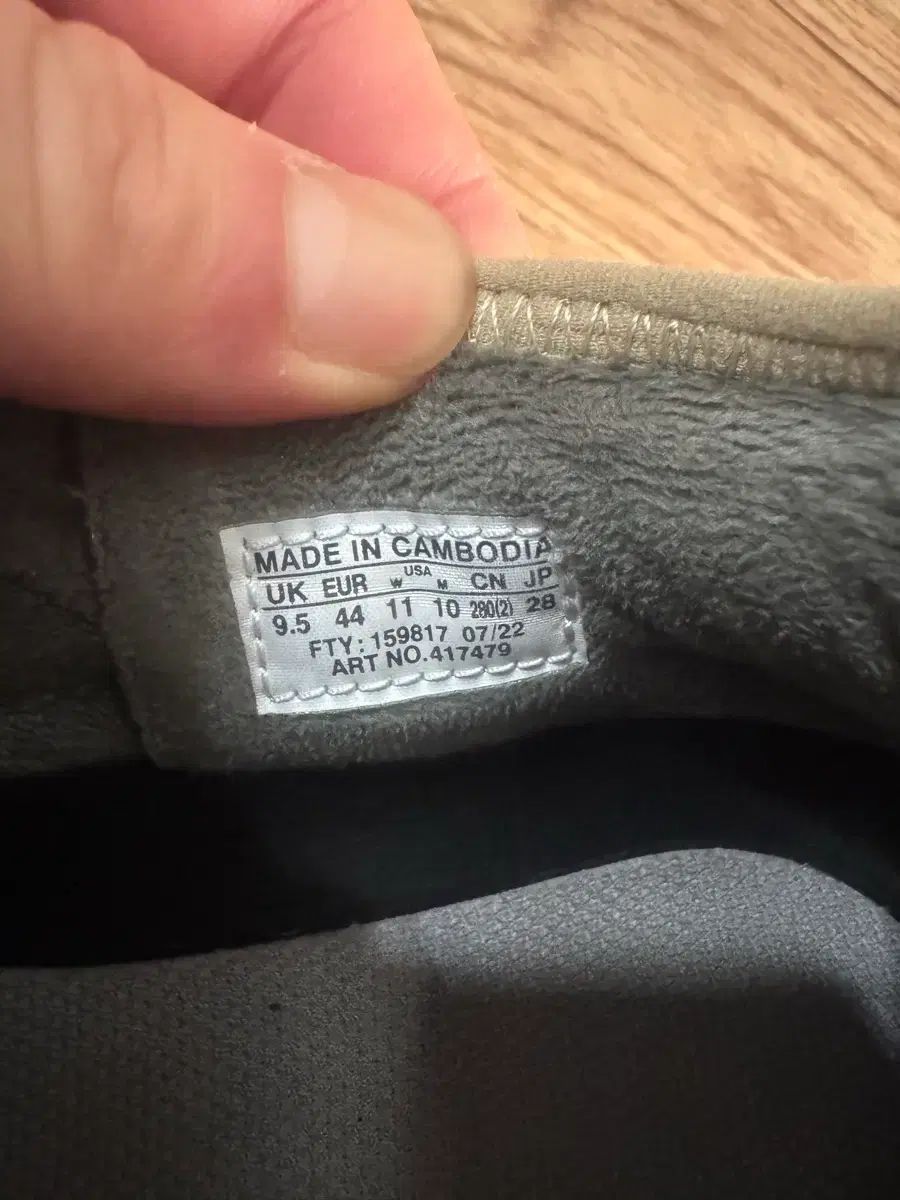 MADE IN CAMBODIA
USA
UK EUR W M CN JP
9.5 44 11 10 280(2) 28
FTY: 159817 07/22
ART NO.417479